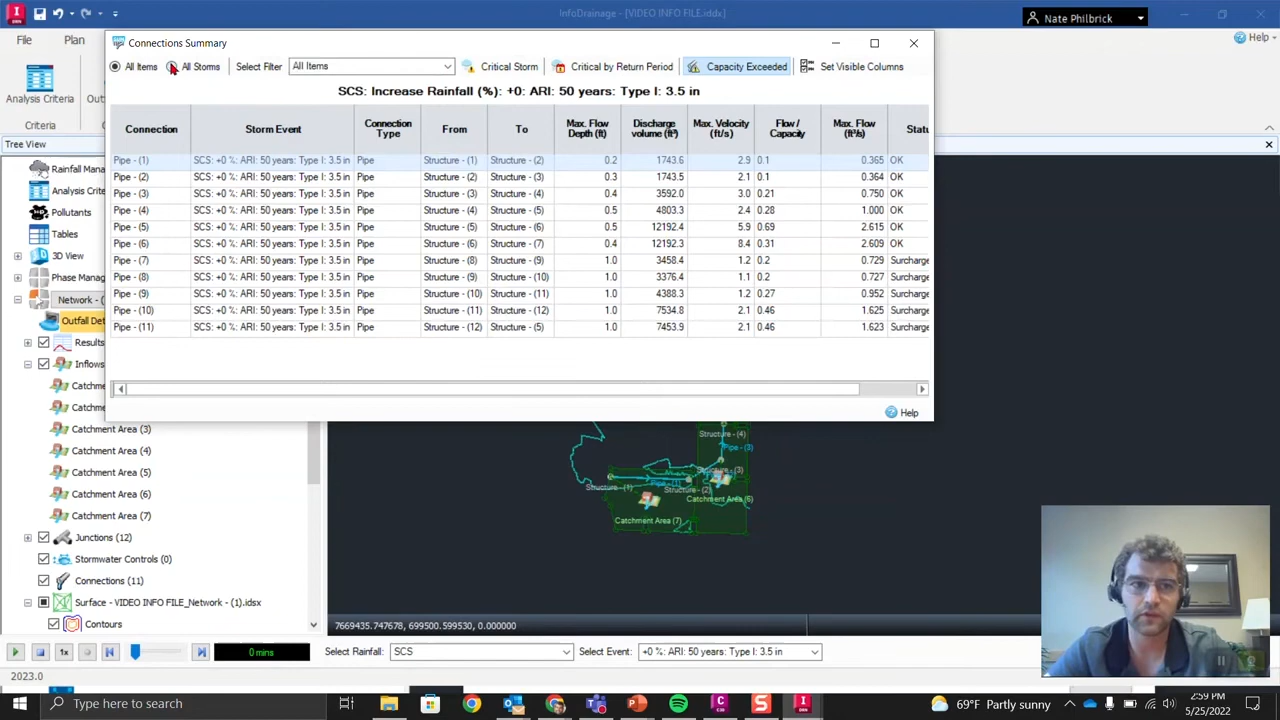 InfoDrainage - [VIDEO INFO FILE.iddx]
Nate Philbrick
File Plan
Help
Connections Summary
All Items All Storms Select Filter All Items Critical Storm Critical by Return Period Capacity Exceeded Set Visible Columns
SCS: Increase Rainfall (%): +0: ARI: 50 years: Type I: 3.5 in
Connection Storm Event Connection Type From To Max. Flow Depth (ft) Discharge volume (ft³) Max. Velocity (ft/s) Flow / Capacity Max. Flow (ft³/s) Statu
Pipe - (1) SCS: +0 %: ARI: 50 years: Type I: 3.5 in Pipe Structure - (1) Structure - (2) 0.2 1743.6 2.9 0.1 0.365 OK
Pipe - (2) SCS: +0 %: ARI: 50 years: Type I: 3.5 in Pipe Structure - (2) Structure - (3) 0.3 1743.5 2.1 0.1 0.364 OK
Pipe - (3) SCS: +0 %: ARI: 50 years: Type I: 3.5 in Pipe Structure - (3) Structure - (4) 0.4 3592.0 3.0 0.21 0.750 OK
Pipe - (4) SCS: +0 %: ARI: 50 years: Type I: 3.5 in Pipe Structure - (4) Structure - (5) 0.5 4803.3 2.4 0.28 1.000 OK
Pipe - (5) SCS: +0 %: ARI: 50 years: Type I: 3.5 in Pipe Structure - (5) Structure - (6) 0.5 12192.4 5.9 0.69 2.615 OK
Pipe - (6) SCS: +0 %: ARI: 50 years: Type I: 3.5 in Pipe Structure - (6) Structure - (7) 0.4 12192.3 8.4 0.31 2.609 OK
Pipe - (7) SCS: +0 %: ARI: 50 years: Type I: 3.5 in Pipe Structure - (8) Structure - (9) 1.0 3458.4 1.2 0.2 0.729 Surcharge
Pipe - (8) SCS: +0 %: ARI: 50 years: Type I: 3.5 in Pipe Structure - (9) Structure - (10) 1.0 3376.4 1.1 0.2 0.727 Surcharge
Pipe - (9) SCS: +0 %: ARI: 50 years: Type I: 3.5 in Pipe Structure - (10) Structure - (11) 1.0 4388.3 1.2 0.27 0.952 Surcharge
Pipe - (10) SCS: +0 %: ARI: 50 years: Type I: 3.5 in Pipe Structure - (11) Structure - (12) 1.0 7534.8 2.1 0.46 1.625 Surcharge
Pipe - (11) SCS: +0 %: ARI: 50 years: Type I: 3.5 in Pipe Structure - (12) Structure - (5) 1.0 7453.9 2.1 0.46 1.623 Surcharge
Help
Analysis Criteria
Criteria
Tree View
Rainfall Mana
Analysis Crite
Pollutants
Tables
3D View
Phase Manag
Network - (
Outfall Det
Results
Inflows
Catchm
Catchm
Catchment Area (3)
Catchment Area (4)
Catchment Area (5)
Catchment Area (6)
Catchment Area (7)
Junctions (12)
Stormwater Controls (0)
Connections (11)
Surface - VIDEO INFO FILE_Network - (1).idsx
Contours
Structure - (4)
Pipe - (3)
Structure - (3)
Structure - (1) Pipe - (1) Structure - (2)
Catchment Area (6)
Catchment Area (7)
7669435.747678, 699500.599530, 0.000000
1x 0 mins Select Rainfall: SCS Select Event: +0 %: ARI: 50 years: Type I: 3.5 in
2023.0
Type here to search
69°F Partly sunny
2:59 PM
5/25/2022